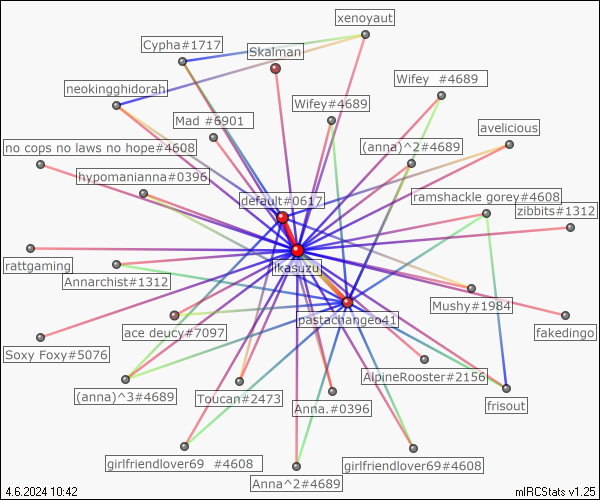 xenoyaut
Cypha#1717
Skalman
neokingghidorah
Wifey  #4689
Wifey#4689
Mad #6901
avelicious
no cops no laws no hope#4608
(anna)^2#4689
hypomanianna#0396
default#0617
ramshackle gorey#4608
zibbits#1312
rattgaming
likasuzu
Annarchist#1312
Mushy#1984
pastachangeo41
ace deucy#7097
fakedingo
Soxy Foxy#5076
AlpineRooster#2156
(anna)^3#4689
Toucan#2473
Anna.#0396
frisout
girlfriendlover69  #4608
girlfriendlover69#4608
Anna^2#4689
4.6.2024 10:42
mIRCStats v1.25